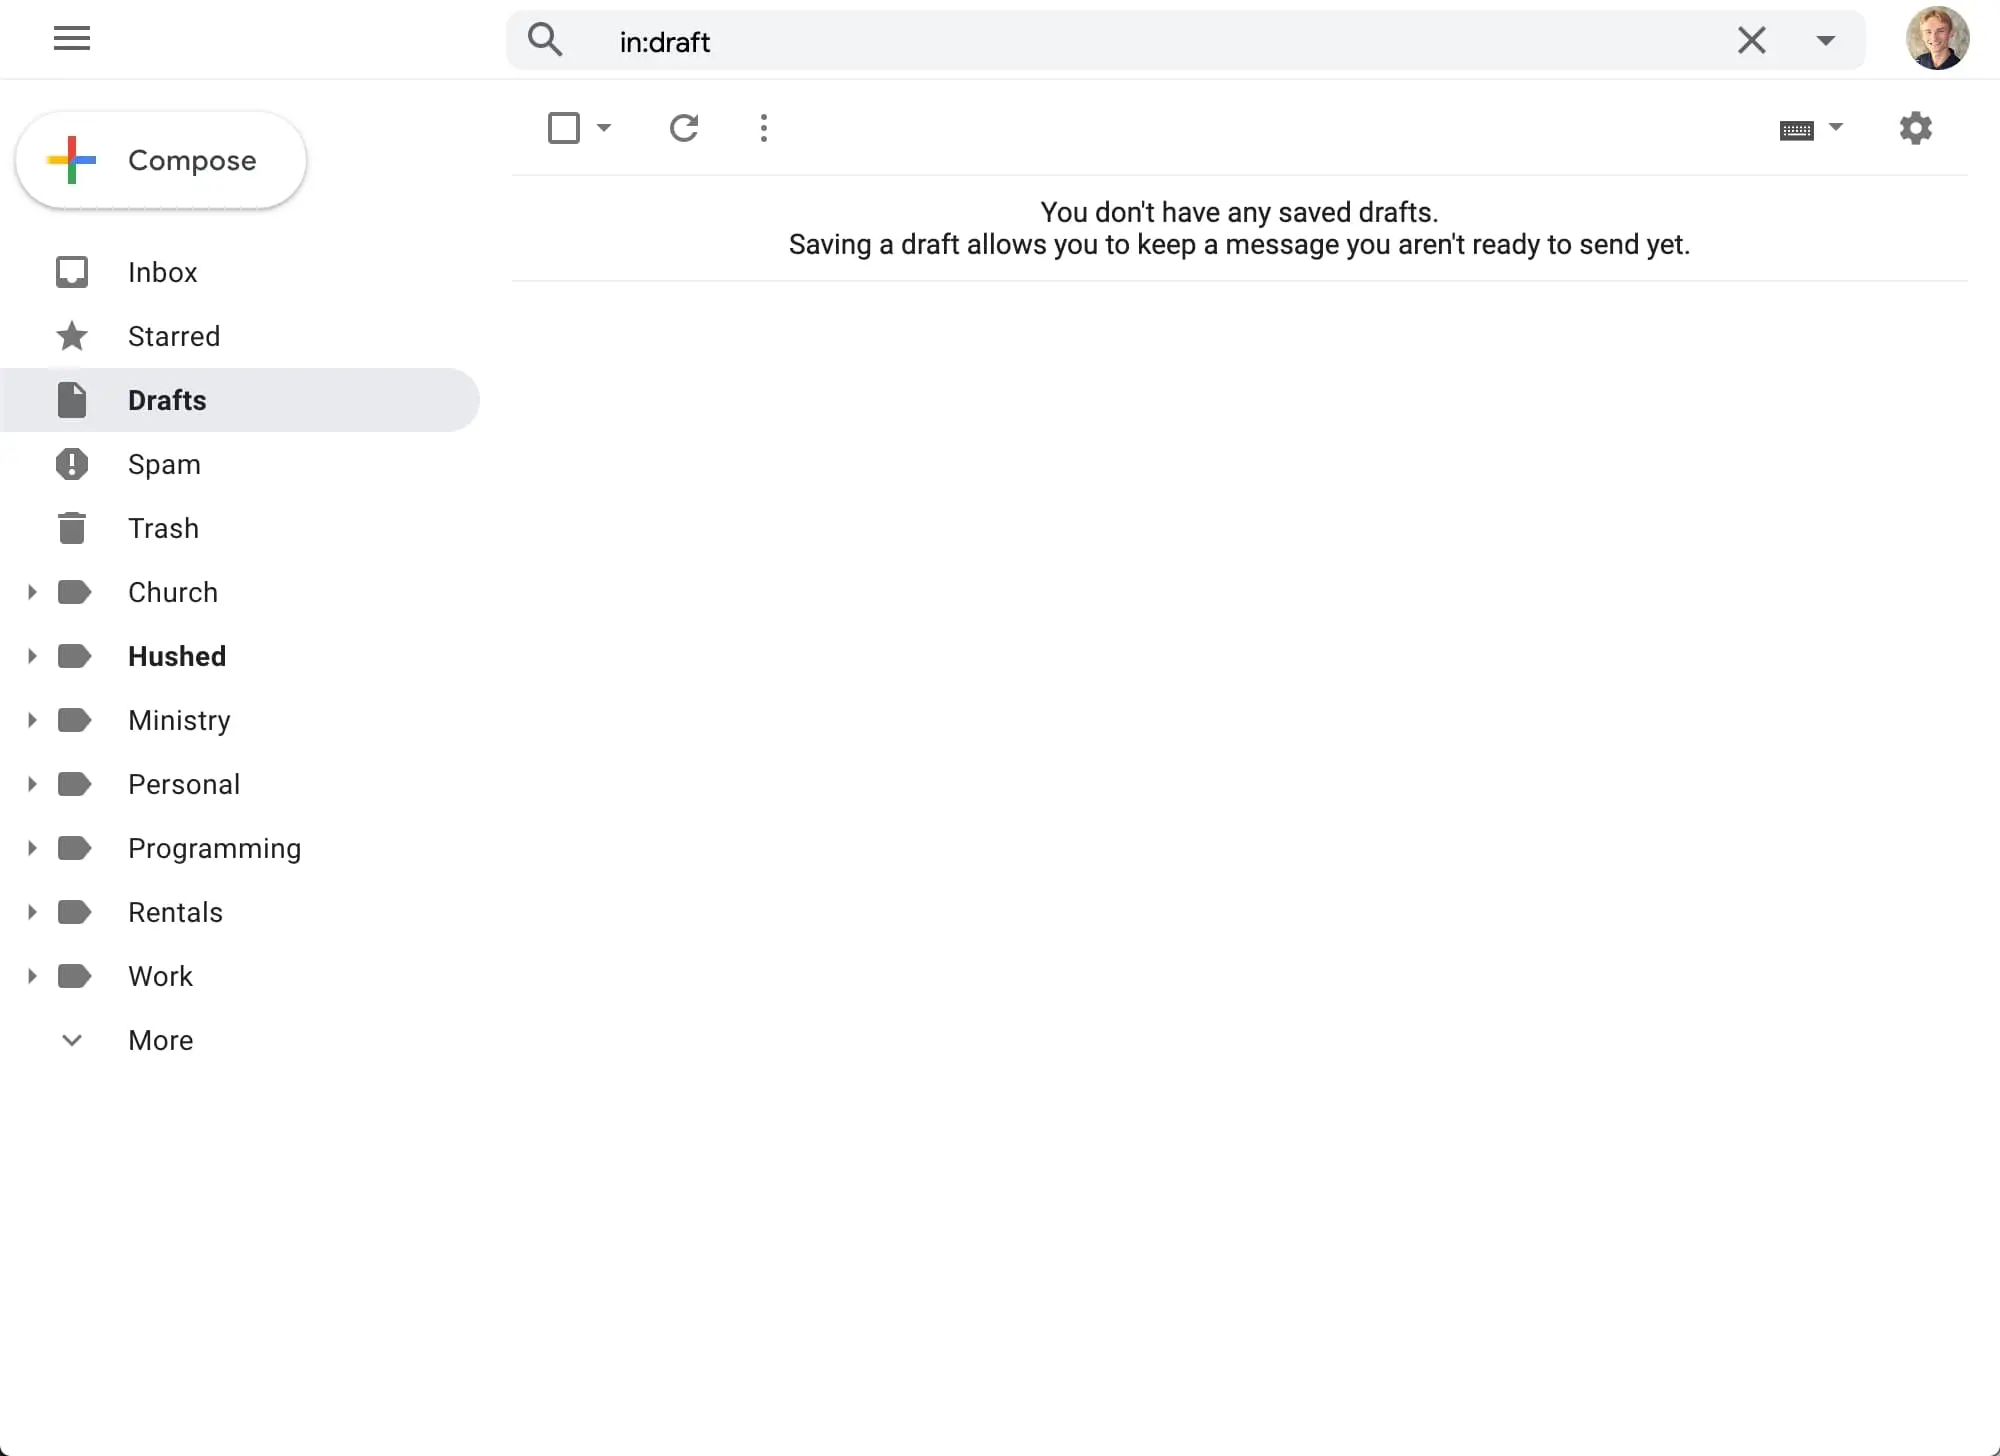 in:draft
Compose
You don't have any saved drafts.
Saving a draft allows you to keep a message you aren't ready to send yet.
Inbox
Starred
Drafts
Spam
Trash
Church
Hushed
Ministry
Personal
Programming
Rentals
Work
More